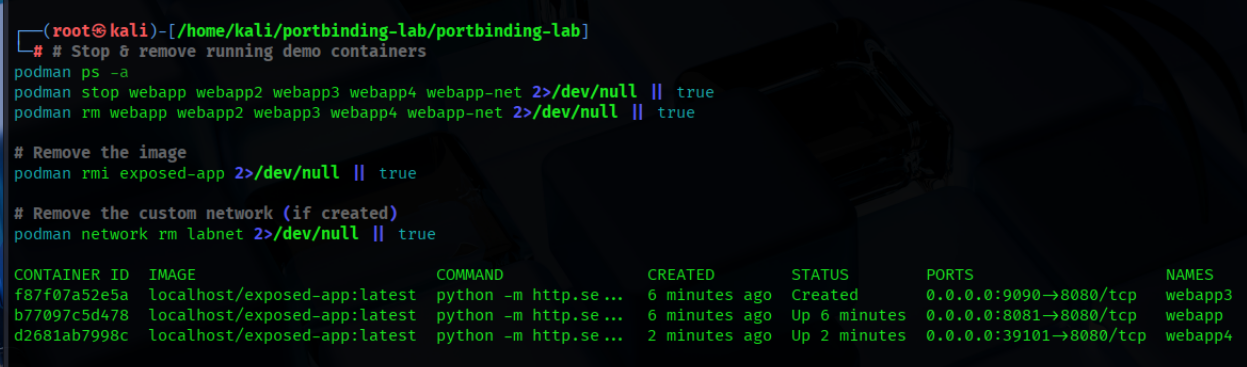 ┌──(root㉿kali)-[/home/kali/portbinding-lab/portbinding-lab]
└─# # Stop & remove running demo containers
podman ps -a
podman stop webapp webapp2 webapp3 webapp4 webapp-net 2>/dev/null || true
podman rm webapp webapp2 webapp3 webapp4 webapp-net 2>/dev/null || true
# Remove the image
podman rmi exposed-app 2>/dev/null || true
# Remove the custom network (if created)
podman network rm labnet 2>/dev/null || true
CONTAINER ID  IMAGE                         COMMAND               CREATED        STATUS        PORTS                    NAMES
f87f07a52e5a  localhost/exposed-app:latest  python -m http.se...  6 minutes ago  Created       0.0.0.0:9090->8080/tcp   webapp3
b77097c5d478  localhost/exposed-app:latest  python -m http.se...  6 minutes ago  Up 6 minutes  0.0.0.0:8081->8080/tcp   webapp
d2681ab7998c  localhost/exposed-app:latest  python -m http.se...  2 minutes ago  Up 2 minutes  0.0.0.0:39101->8080/tcp  webapp4